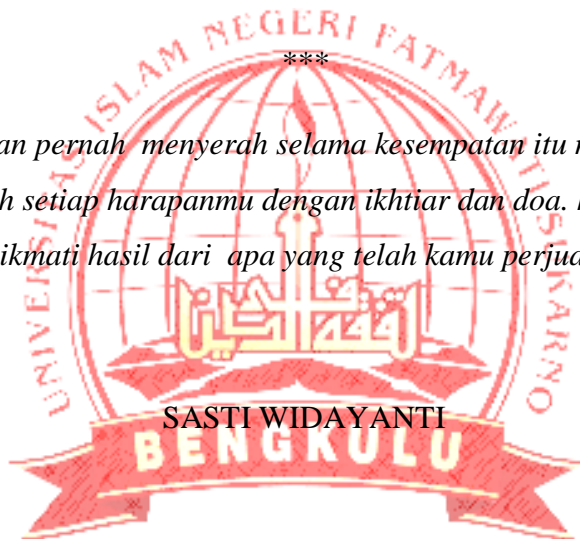 UNIVERSITAS ISLAM NEGERI FATMAWATI SUKARNO
***
an pernah menyerah selama kesempatan itu
h setiap harapanmu dengan ikhtiar dan doa.
ikmati hasil dari apa yang telah kamu perjua
SASTI WIDAYANTI
BENGKULU